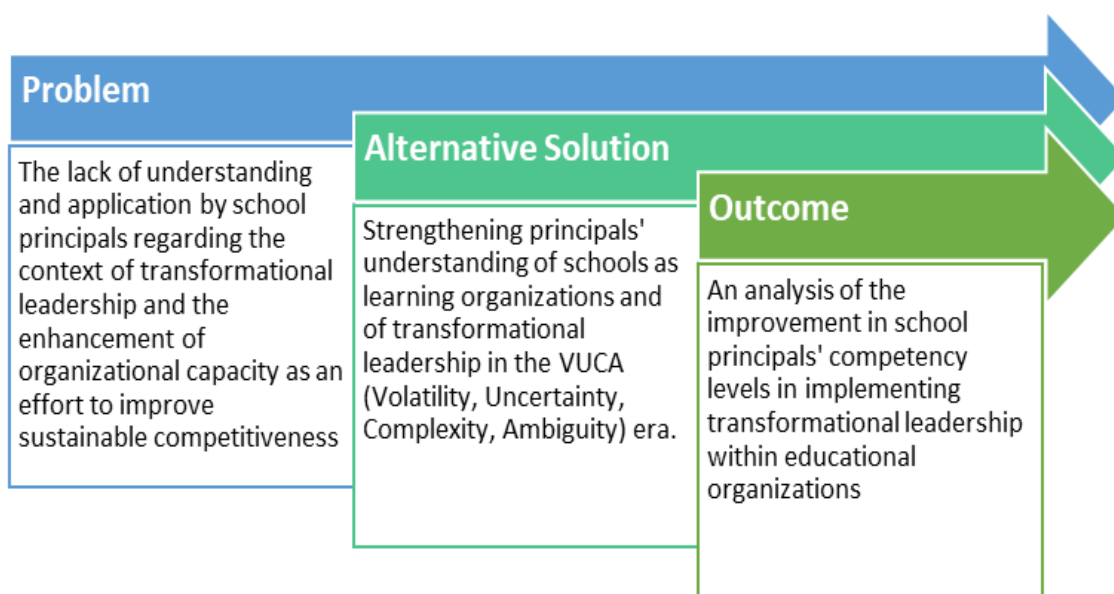 Problem
The lack of understanding
and application by school
principals regarding the
context of transformational
leadership and the
enhancement of
organizational capacity as an
effort to improve
sustainable competitiveness
Alternative Solution
Strengthening principals'
understanding of schools as
learning organizations and
of transformational
leadership in the VUCA
(Volatility, Uncertainty,
Complexity, Ambiguity) era.
Outcome
An analysis of the
improvement in school
principals' competency
levels in implementing
transformational leadership
within educational
organizations